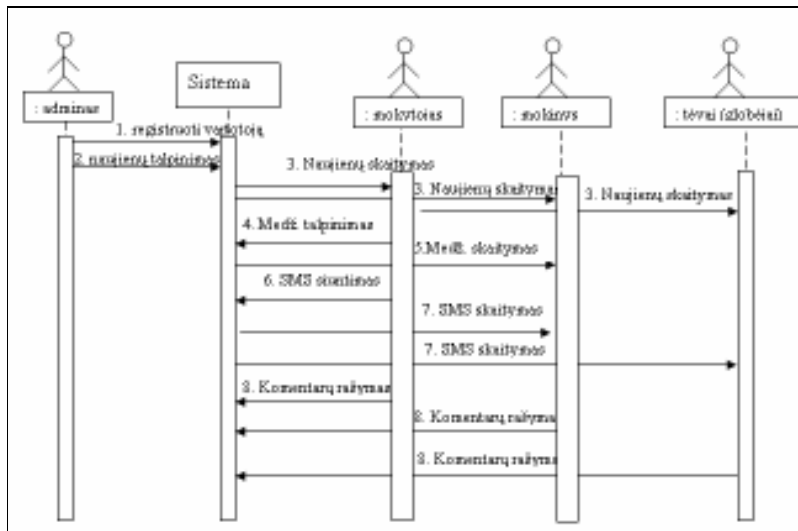 Sistema
: adminas
: mokytojas
: mokinys
: tėvai (globėjai)
1. registruoti vartotoją
2. naujienų talpinimas
3. Naujienų skaitymas
3. Naujienų skaitymas
3. Naujienų skaitymas
4. Medž. talpinimas
5.Medž. skaitymas
6. SMS siuntimas
7. SMS skaitymas
7. SMS skaitymas
8. Komentarų rašymas
8. Komentarų rašyma
8. Komentarų rašyma